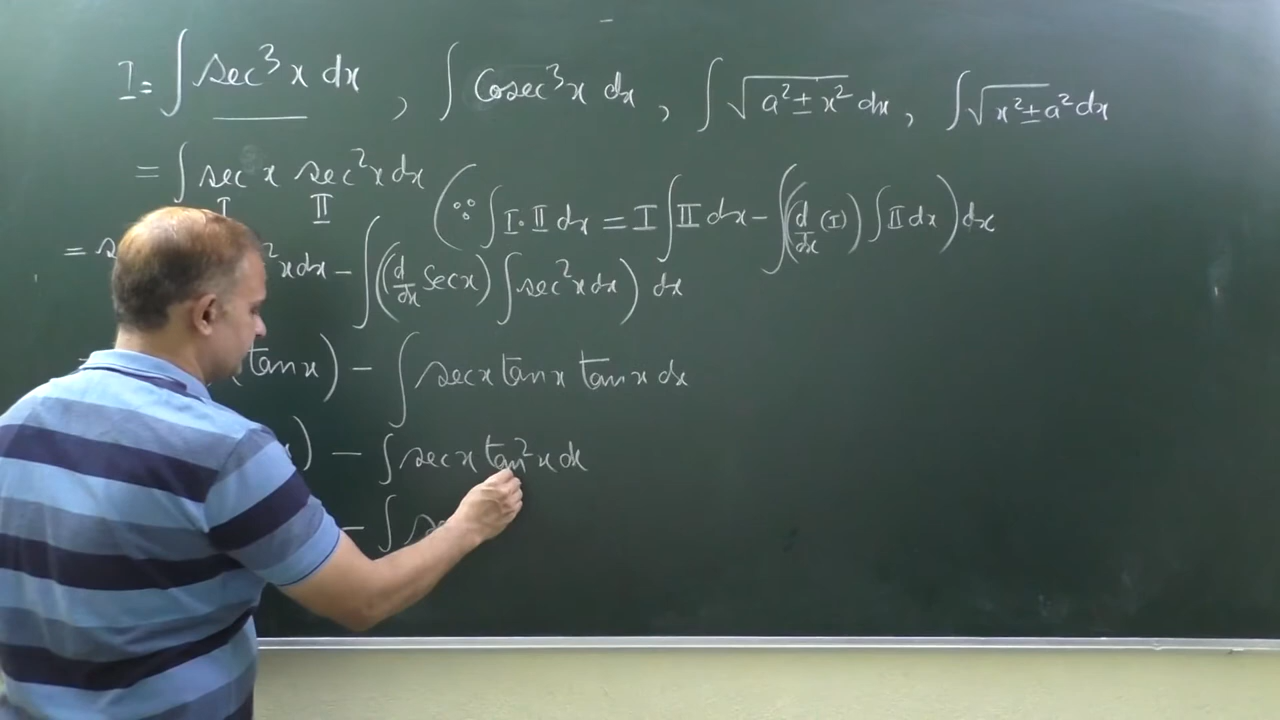 I = ∫ sec³x dx , ∫ Cosec³x dx , ∫ √(a² ± x²) dx , ∫ √(x² ± a²) dx
= ∫ sec x sec²x dx (∵ ∫ I·II dx = I ∫ II dx − ∫ ((d/dx (I)) ∫ II dx) dx
I II
= s ²x dx − ∫ ((d/dx sec x) ∫ sec²x dx) dx
(tan x) − ∫ sec x tan x tan x dx
) − ∫ sec x tan²x dx
− ∫ s